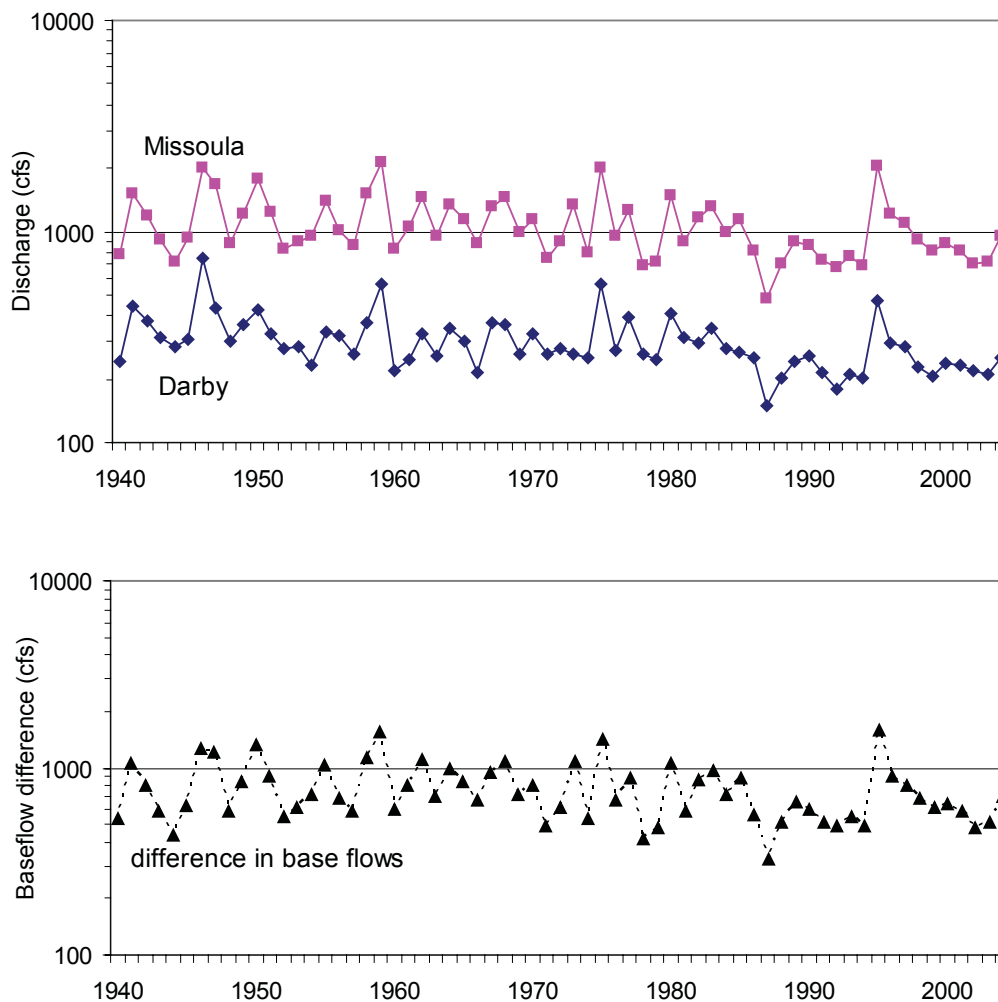 10000
Missoula
Discharge (cfs)
1000
Darby
100
1940 1950 1960 1970 1980 1990 2000
10000
Baseflow difference (cfs)
1000
difference in base flows
100
1940 1950 1960 1970 1980 1990 2000